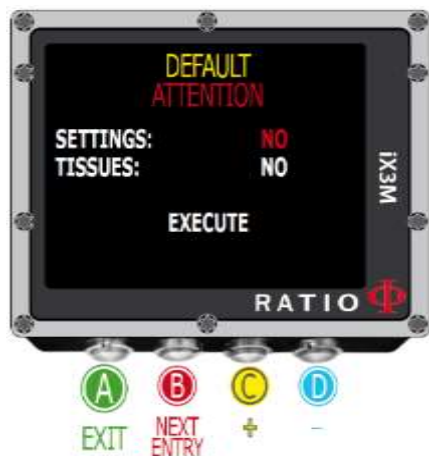 DEFAULT
ATTENTION
SETTINGS: NO
TISSUES: NO
EXECUTE
iX3M
RATIO
A B C D
EXIT NEXT ENTRY + -